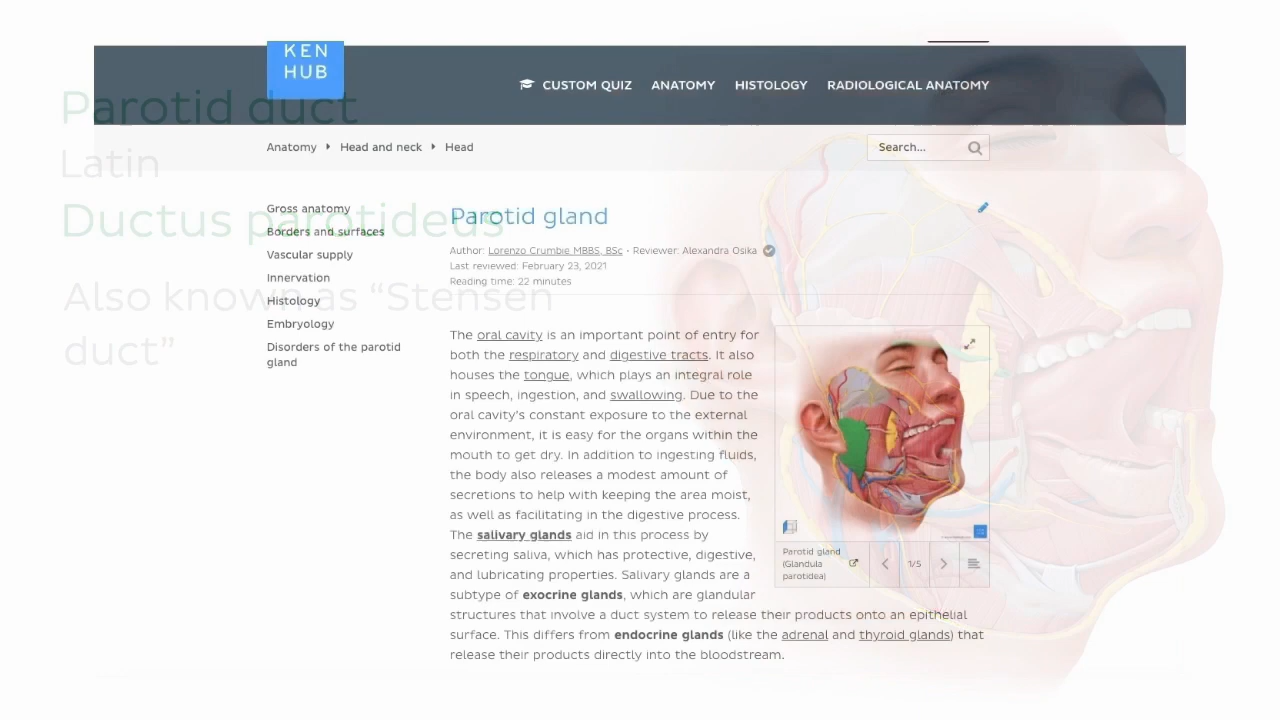 KEN
HUB
CUSTOM QUIZ ANATOMY HISTOLOGY RADIOLOGICAL ANATOMY
Parotid duct
Latin
Ductus parotideus
Also known as “Stensen
duct”
Anatomy Head and neck Head
Search...
Gross anatomy
Borders and surfaces
Vascular supply
Innervation
Histology
Embryology
Disorders of the parotid
gland
Parotid gland
Author: Lorenzo Crumbie MBBS, BSc • Reviewer: Alexandra Osika
Last reviewed: February 23, 2021
Reading time: 22 minutes
The oral cavity is an important point of entry for
both the respiratory and digestive tracts. It also
houses the tongue, which plays an integral role
in speech, ingestion, and swallowing. Due to the
oral cavity's constant exposure to the external
environment, it is easy for the organs within the
mouth to get dry. In addition to ingesting fluids,
the body also releases a modest amount of
secretions to help with keeping the area moist,
as well as facilitating in the digestive process.
The salivary glands aid in this process by
secreting saliva, which has protective, digestive,
and lubricating properties. Salivary glands are a
subtype of exocrine glands, which are glandular
structures that involve a duct system to release their products onto an epithelial
surface. This differs from endocrine glands (like the adrenal and thyroid glands) that
release their products directly into the bloodstream.
Parotid gland
(Glandula
parotidea)
1/5